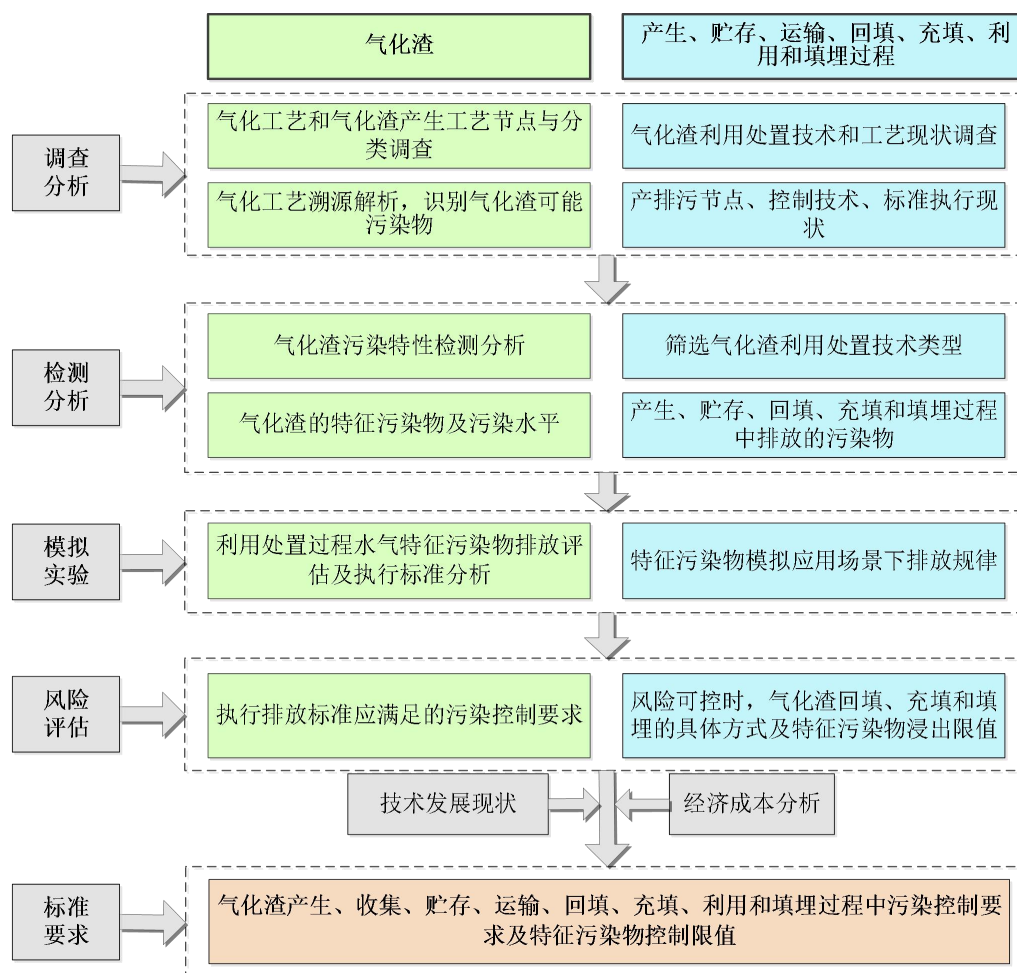 气化渣
产生、贮存、运输、回填、充填、利
用和填埋过程
调查
分析
气化工艺和气化渣产生工艺节点与分
类调查
气化渣利用处置技术和工艺现状调查
气化工艺溯源解析，识别气化渣可能
污染物
产排污节点、控制技术、标准执行现
状
检测
分析
气化渣污染特性检测分析
筛选气化渣利用处置技术类型
气化渣的特征污染物及污染水平
产生、贮存、回填、充填和填埋过程
中排放的污染物
模拟
实验
利用处置过程水气特征污染物排放评
估及执行标准分析
特征污染物模拟应用场景下排放规律
风险
评估
执行排放标准应满足的污染控制要求
风险可控时，气化渣回填、充填和填
埋的具体方式及特征污染物浸出限值
技术发展现状
经济成本分析
标准
要求
气化渣产生、收集、贮存、运输、回填、充填、利用和填埋过程中污染控制要
求及特征污染物控制限值